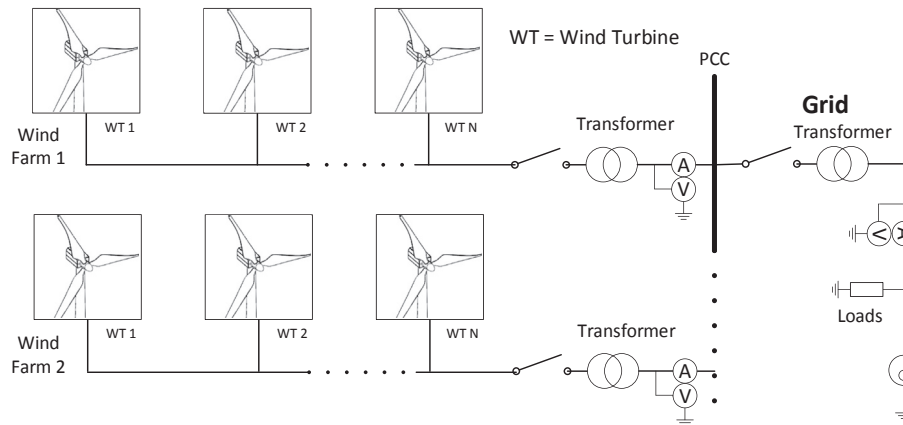 WT = Wind Turbine
PCC
Grid
Transformer
WT 1
WT 2
WT N
Transformer
Wind
Farm 1
A
V
V
Loads
WT 1
WT 2
WT N
Transformer
Wind
Farm 2
A
V